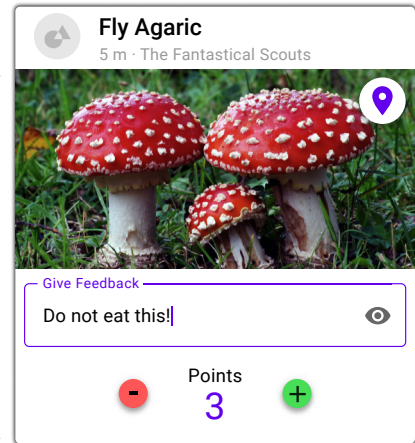 Fly Agaric
5 m · The Fantastical Scouts
Give Feedback
Do not eat this!
Points
- 3 +